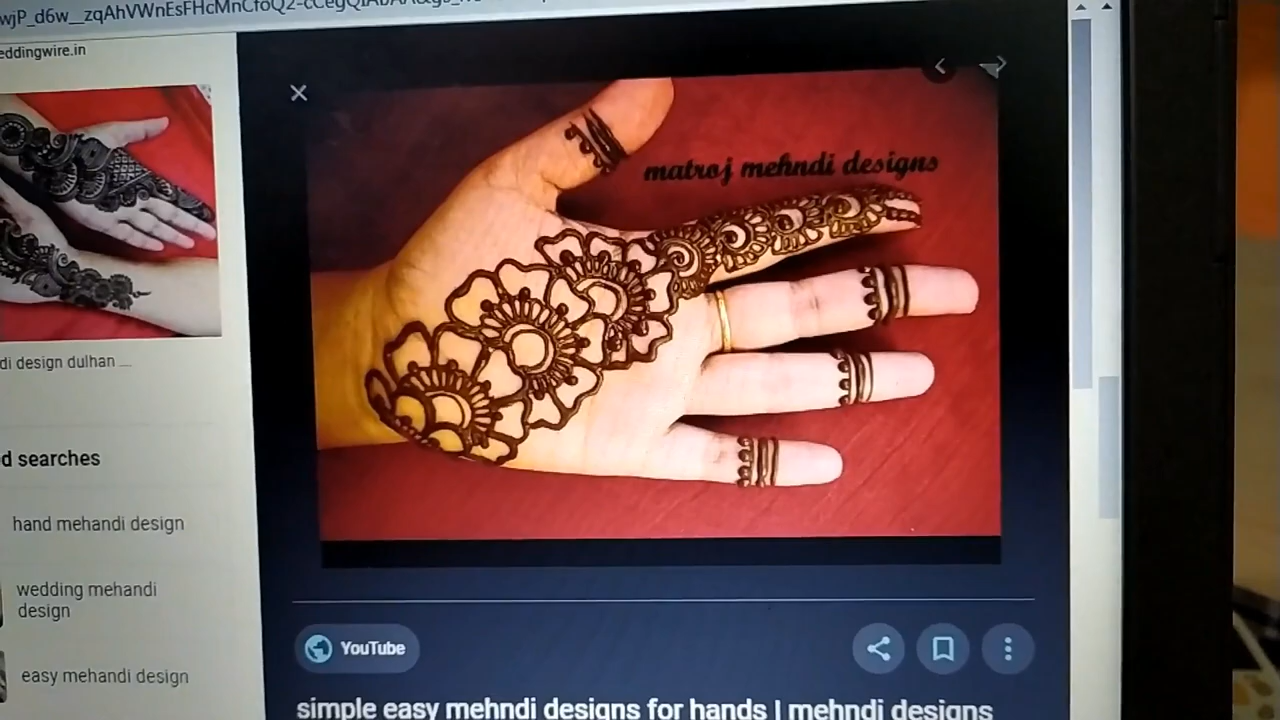 eddingwire.in
matroj mehndi designs
di design dulhan ...
d searches
hand mehandi design
wedding mehandi
design
easy mehandi design
YouTube
simple easy mehndi designs for hands | mehndi designs